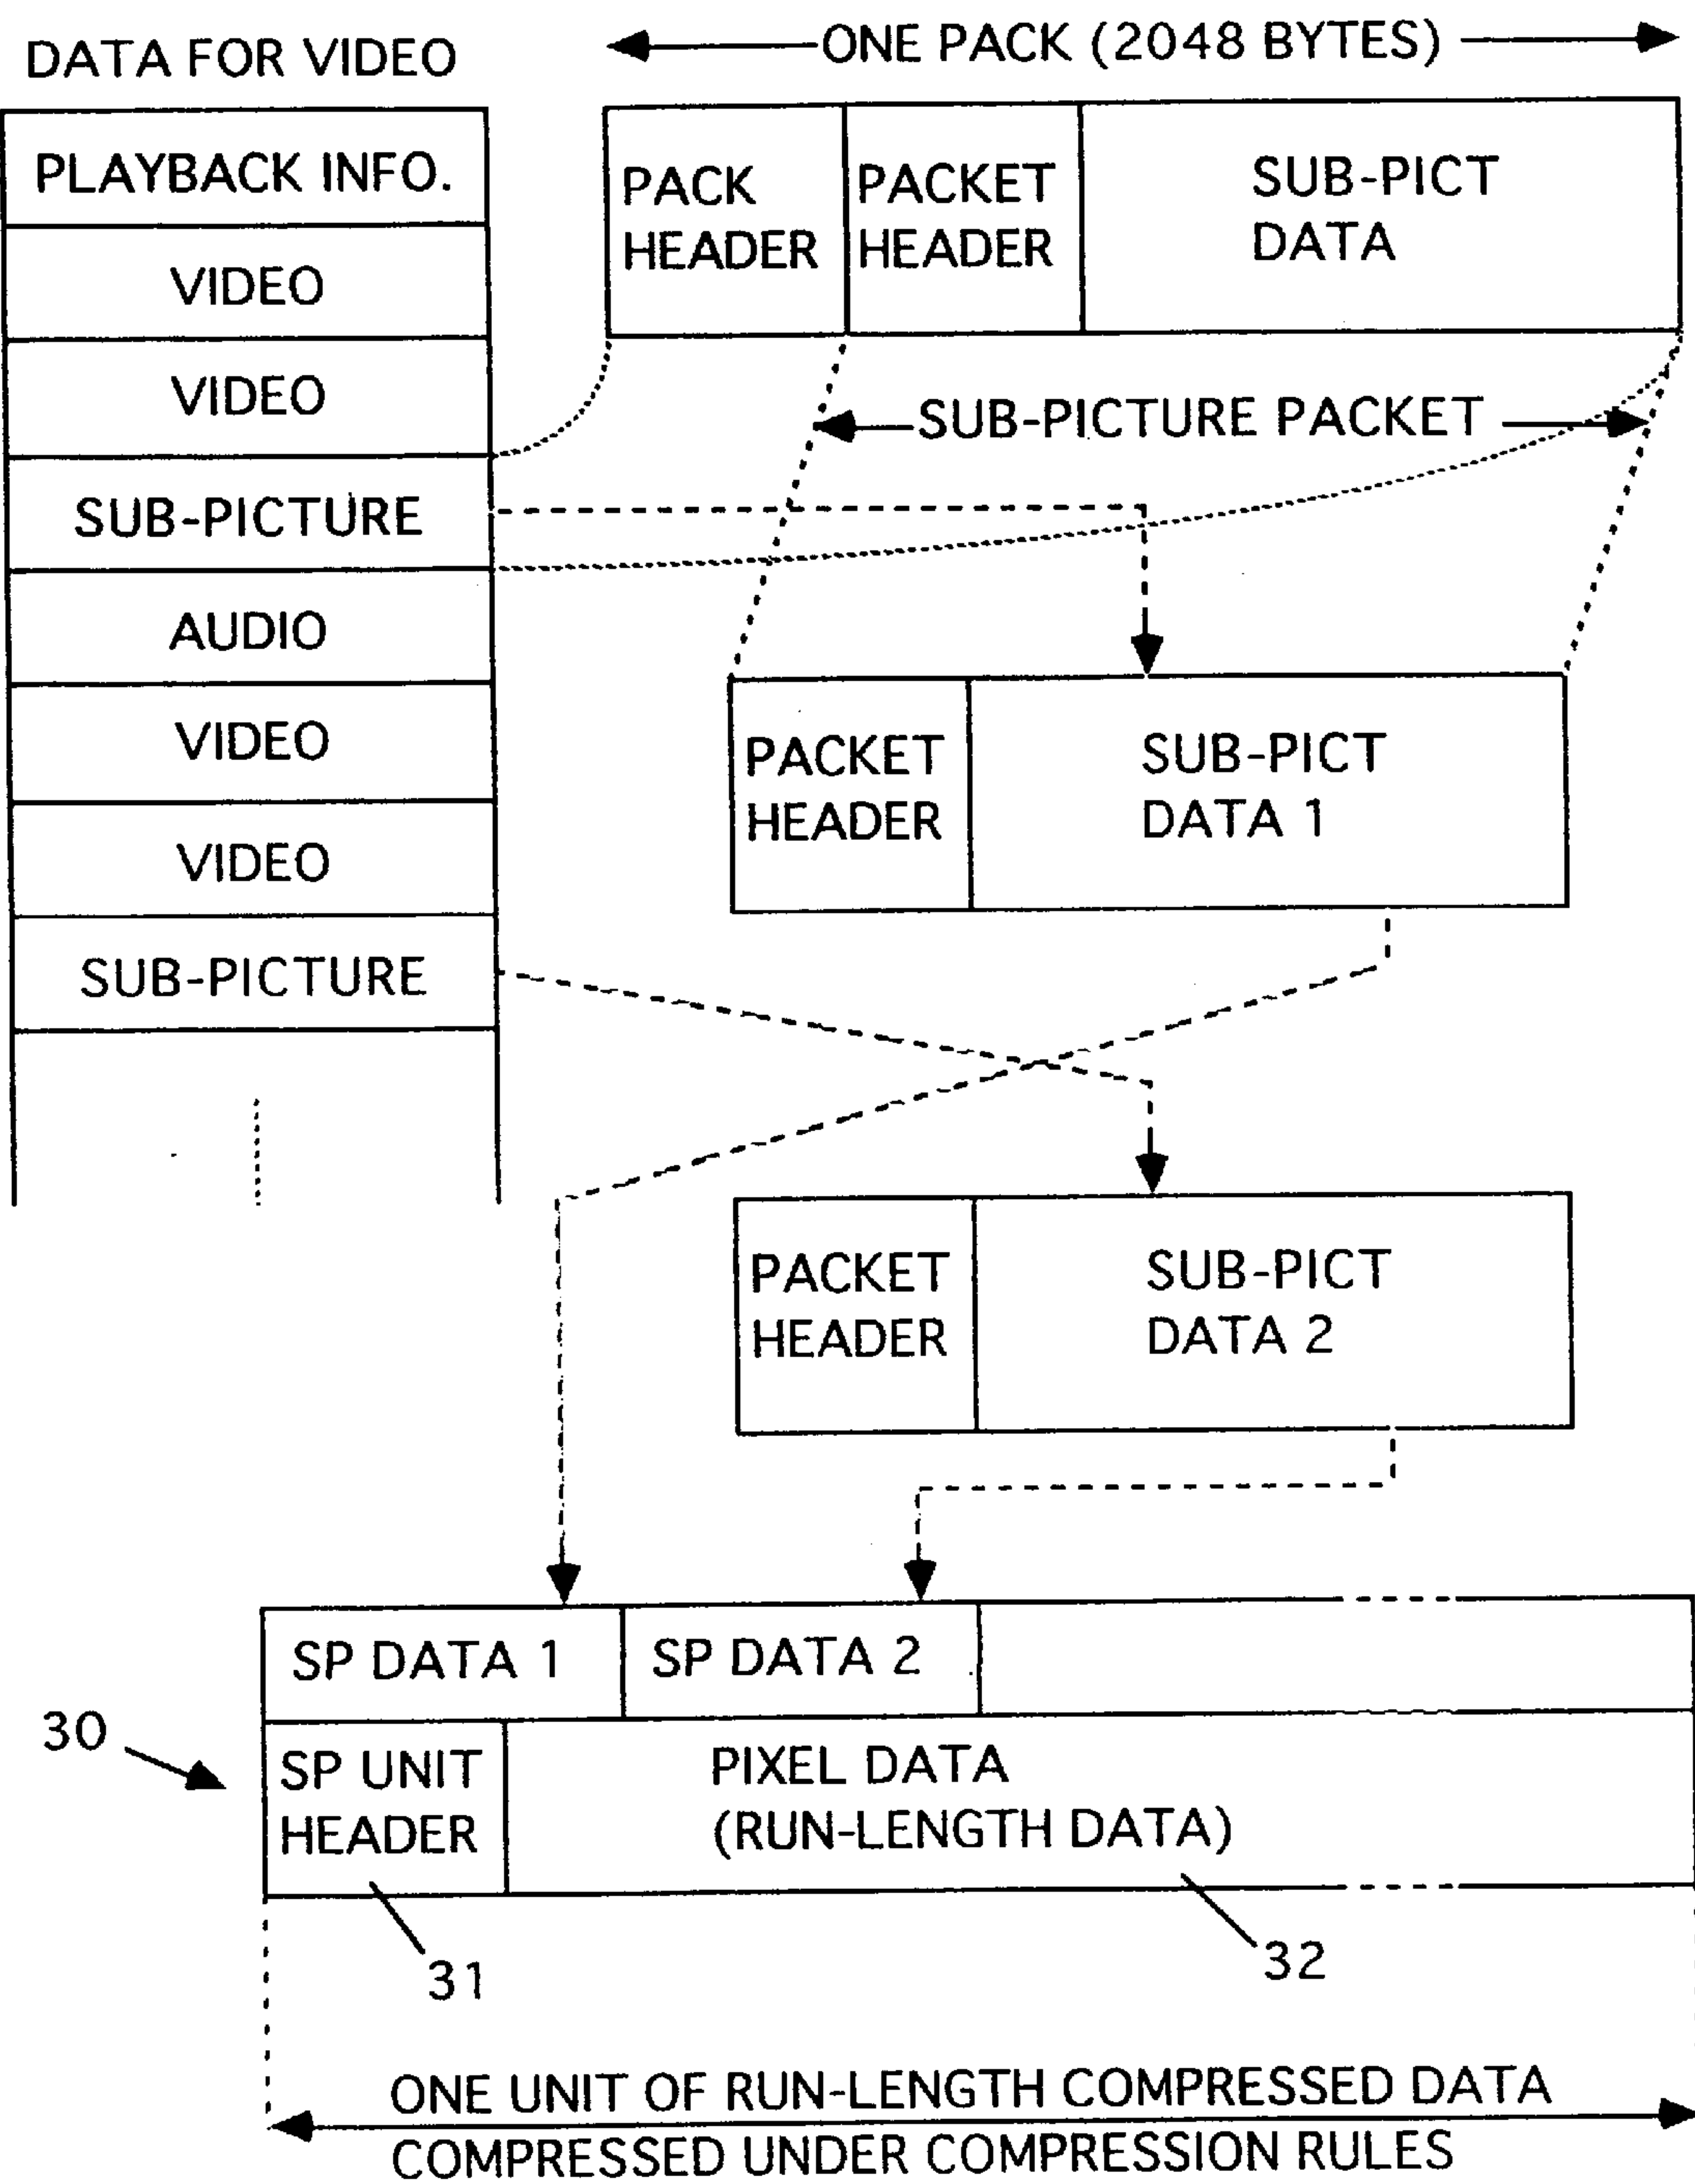 DATA FOR VIDEO
ONE PACK (2048 BYTES)
PLAYBACK INFO.
VIDEO
VIDEO
SUB-PICTURE
AUDIO
VIDEO
VIDEO
SUB-PICTURE
PACK
HEADER
PACKET
HEADER
SUB-PICT
DATA
SUB-PICTURE PACKET
PACKET
HEADER
SUB-PICT
DATA 1
PACKET
HEADER
SUB-PICT
DATA 2
SP DATA 1
SP DATA 2
30
SP UNIT
HEADER
PIXEL DATA
(RUN-LENGTH DATA)
31
32
ONE UNIT OF RUN-LENGTH COMPRESSED DATA
COMPRESSED UNDER COMPRESSION RULES